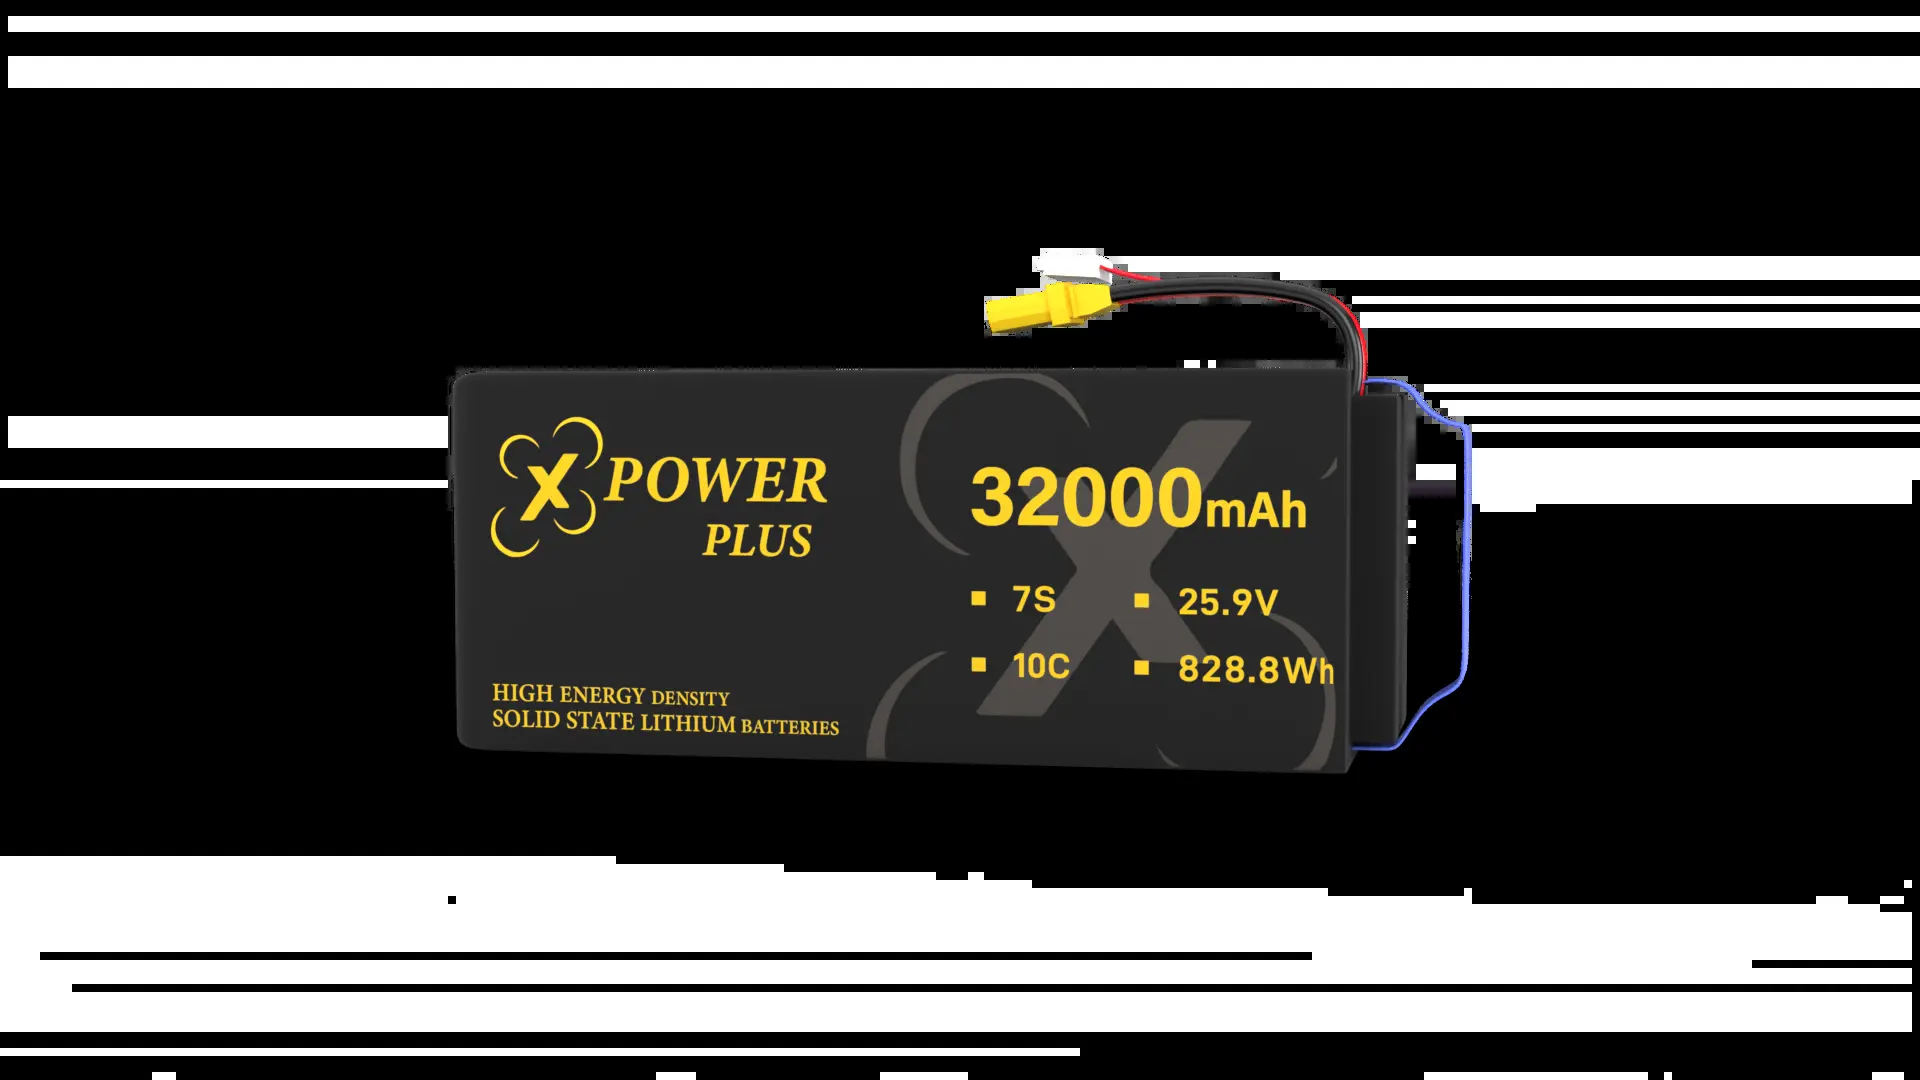 X POWER
PLUS
32000mAh
7S
25.9V
10C
828.8Wh
HIGH ENERGY DENSITY
SOLID STATE LITHIUM BATTERIES